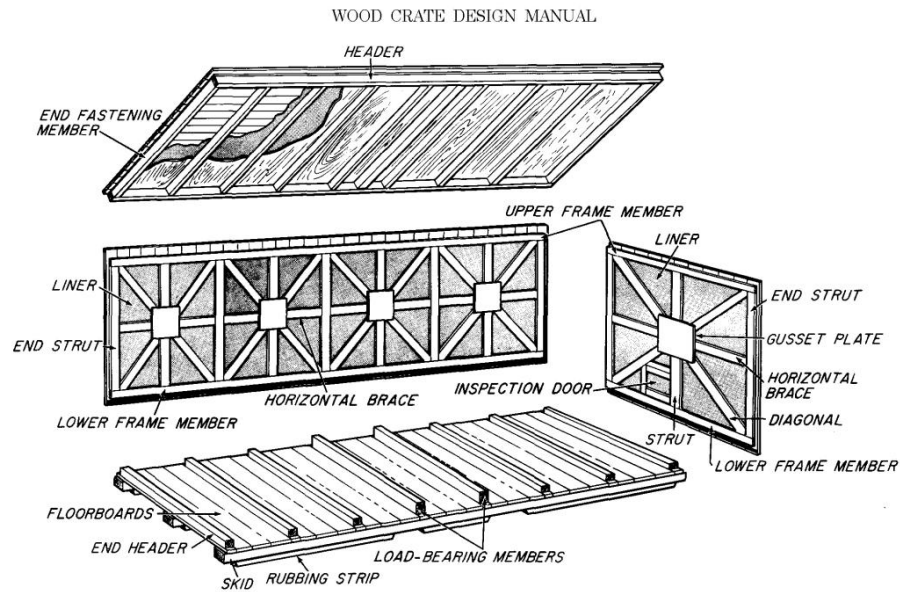 WOOD CRATE DESIGN MANUAL
HEADER
END FASTENING
MEMBER
UPPER FRAME MEMBER
LINER
LINER
END STRUT
GUSSET PLATE
END STRUT
HORIZONTAL
BRACE
INSPECTION DOOR
HORIZONTAL BRACE
DIAGONAL
LOWER FRAME MEMBER
STRUT
LOWER FRAME MEMBER
FLOORBOARDS
END HEADER
LOAD-BEARING MEMBERS
SKID
RUBBING STRIP